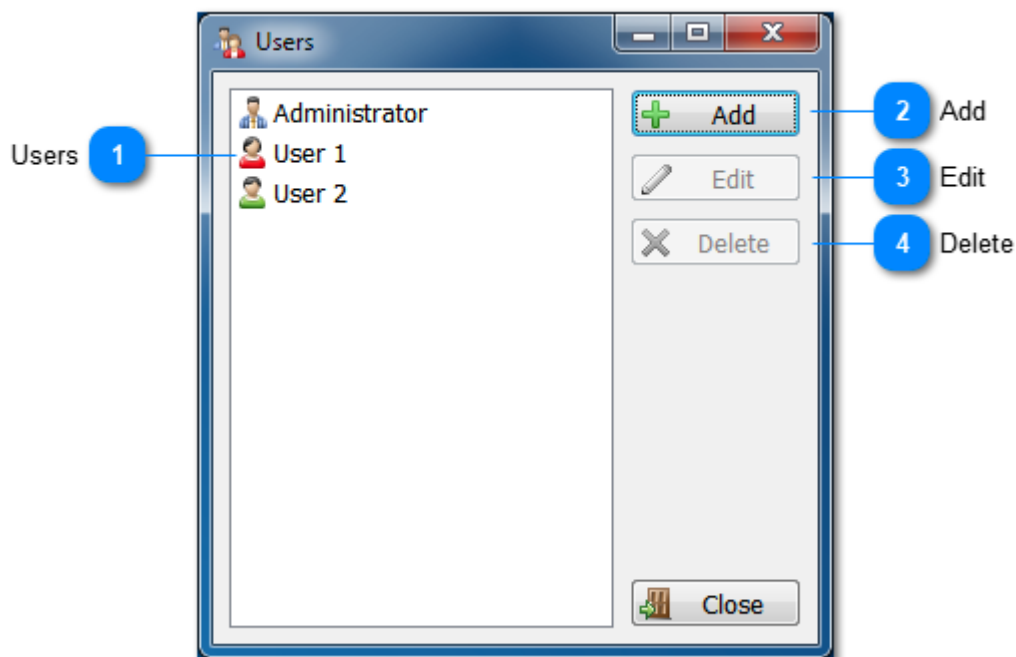 Users
Administrator
User 1
User 2
Add
Edit
Delete
Close
Users 1
2 Add
3 Edit
4 Delete